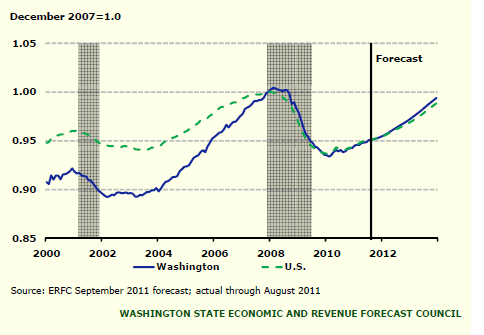 December 2007=1.0
1.05
Forecast
1.00
0.95
0.90
0.85
2000 2002 2004 2006 2008 2010 2012
Washington U.S.
Source: ERFC September 2011 forecast; actual through August 2011
WASHINGTON STATE ECONOMIC AND REVENUE FORECAST COUNCIL